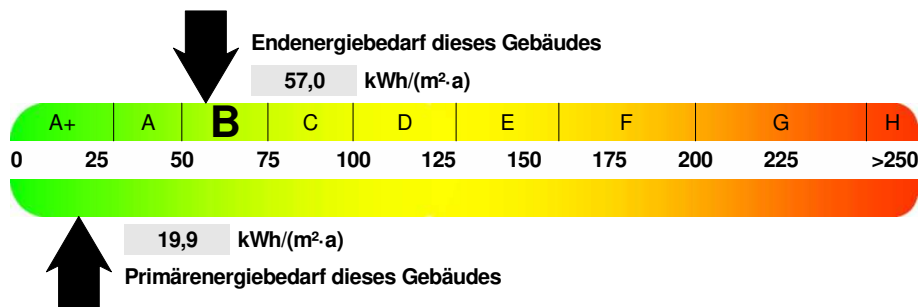 Endenergiebedarf dieses Gebäudes
57,0 kWh/(m²·a)
A+ A B C D E F G H
0 25 50 75 100 125 150 175 200 225 >250
19,9 kWh/(m²·a)
Primärenergiebedarf dieses Gebäudes